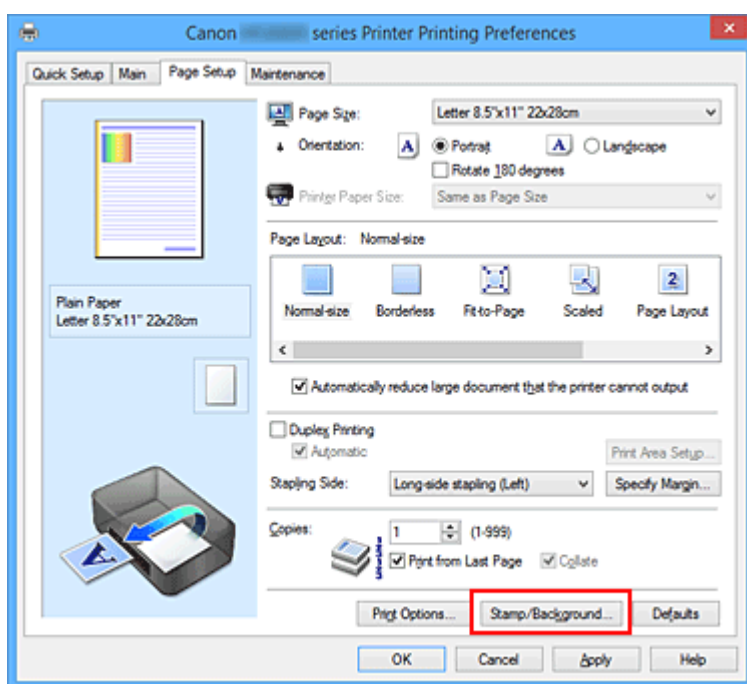 Canon series Printer Printing Preferences
Quick Setup Main Page Setup Maintenance
Page Size: Letter 8.5"x11" 22x28cm
Orientation: A Portrait A Landscape
Rotate 180 degrees
Printer Paper Size: Same as Page Size
Page Layout: Normal-size
2
Normal-size Borderless Fit-to-Page Scaled Page Layout
Plain Paper
Letter 8.5"x11" 22x28cm
Automatically reduce large document that the printer cannot output
Duplex Printing
Automatic
Print Area Setup...
Stapling Side: Long-side stapling (Left) Specify Margin...
Copies: 1 (1-999)
Print from Last Page Collate
Print Options... Stamp/Background... Defaults
OK Cancel Apply Help